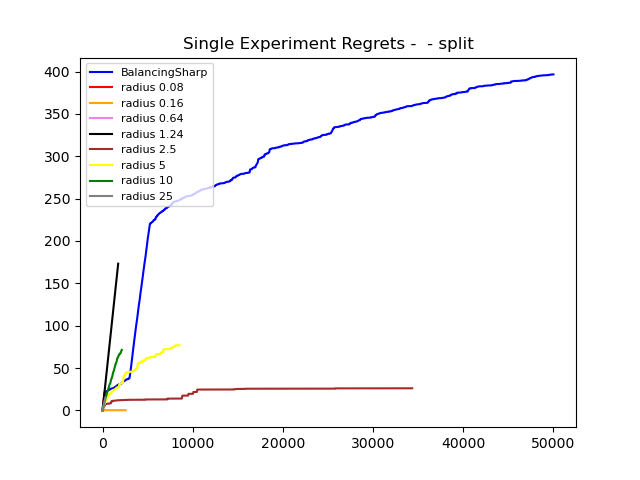 Single Experiment Regrets -  - split
BalancingSharp
radius 0.08
radius 0.16
radius 0.64
radius 1.24
radius 2.5
radius 5
radius 10
radius 25
400
350
300
250
200
150
100
50
0
0 10000 20000 30000 40000 50000